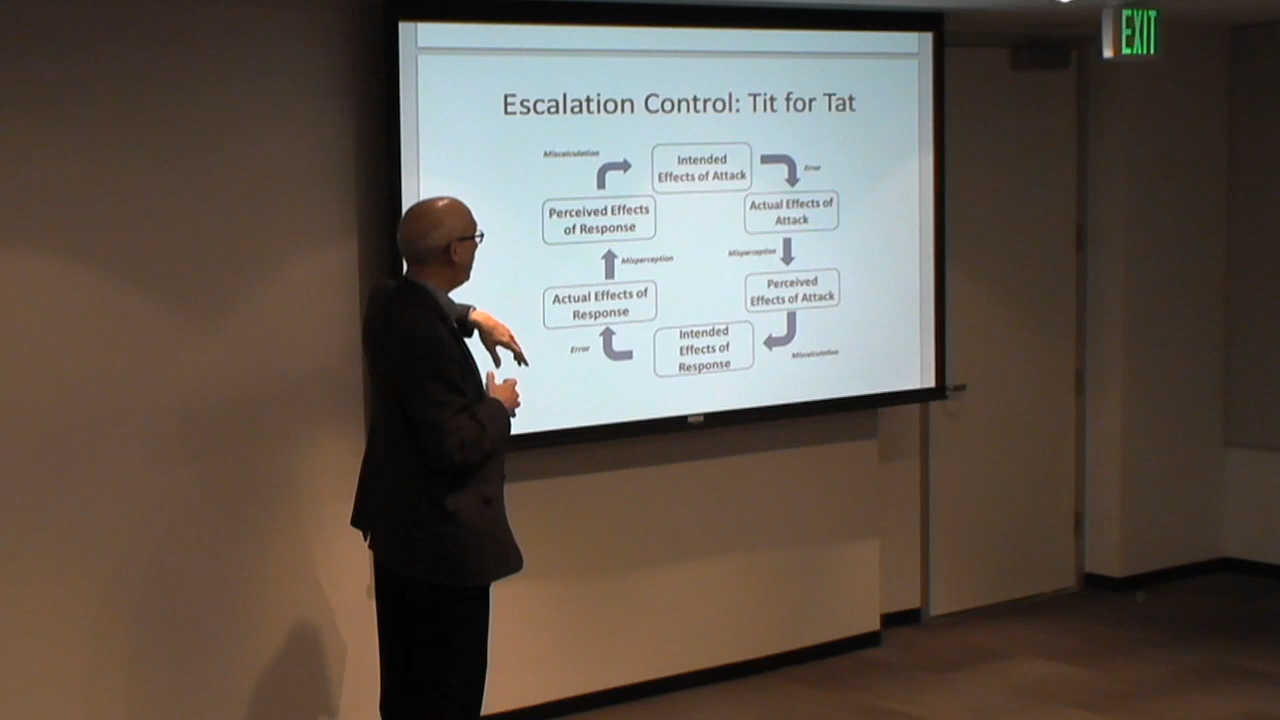 EXIT
Escalation Control: Tit for Tat
Miscalculation
Intended
Effects of Attack
Error
Perceived Effects
of Response
Actual Effects of
Attack
Misperception
Misperception
Actual Effects of
Response
Perceived
Effects of Attack
Intended
Effects of
Response
Error
Miscalculation